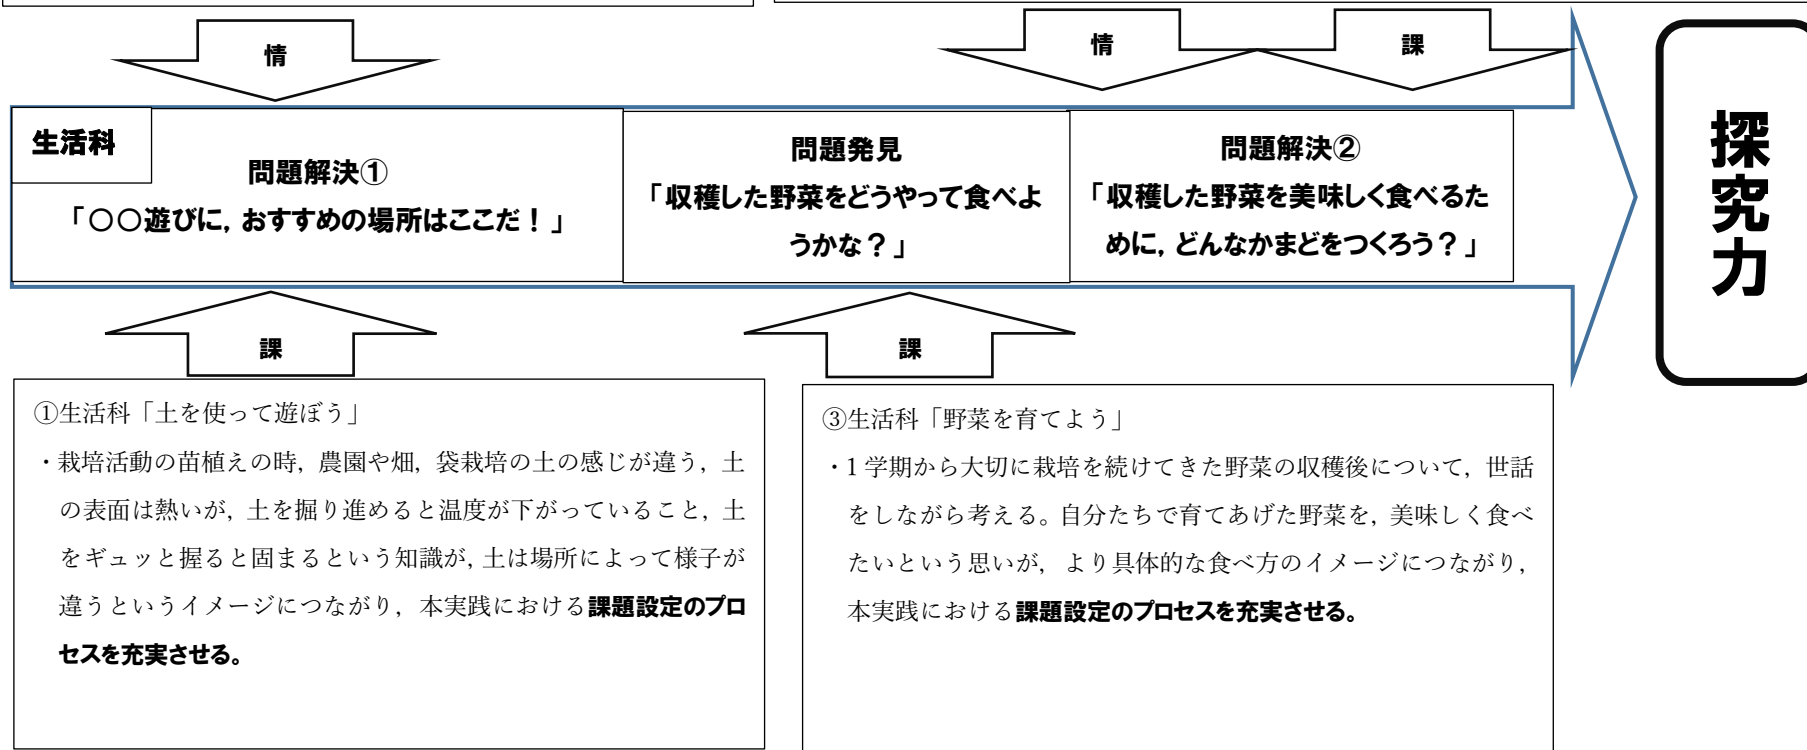 情
情
課
生活科
問題解決①
「○○遊びに，おすすめの場所はここだ！」
問題発見
「収穫した野菜をどうやって食べよ
うかな？」
問題解決②
「収穫した野菜を美味しく食べるた
めに，どんなかまどをつくろう？」
探究力
課
課
①生活科「土を使って遊ぼう」
・栽培活動の苗植えの時，農園や畑，袋栽培の土の感じが違う，土
の表面は熱いが，土を掘り進めると温度が下がっていること，土
をギュッと握ると固まるという知識が，土は場所によって様子が
違うというイメージにつながり，本実践における課題設定のプロ
セスを充実させる。
③生活科「野菜を育てよう」
・1学期から大切に栽培を続けてきた野菜の収穫後について，世話
をしながら考える。自分たちで育てあげた野菜を，美味しく食べ
たいという思いが，より具体的な食べ方のイメージにつながり，
本実践における課題設定のプロセスを充実させる。